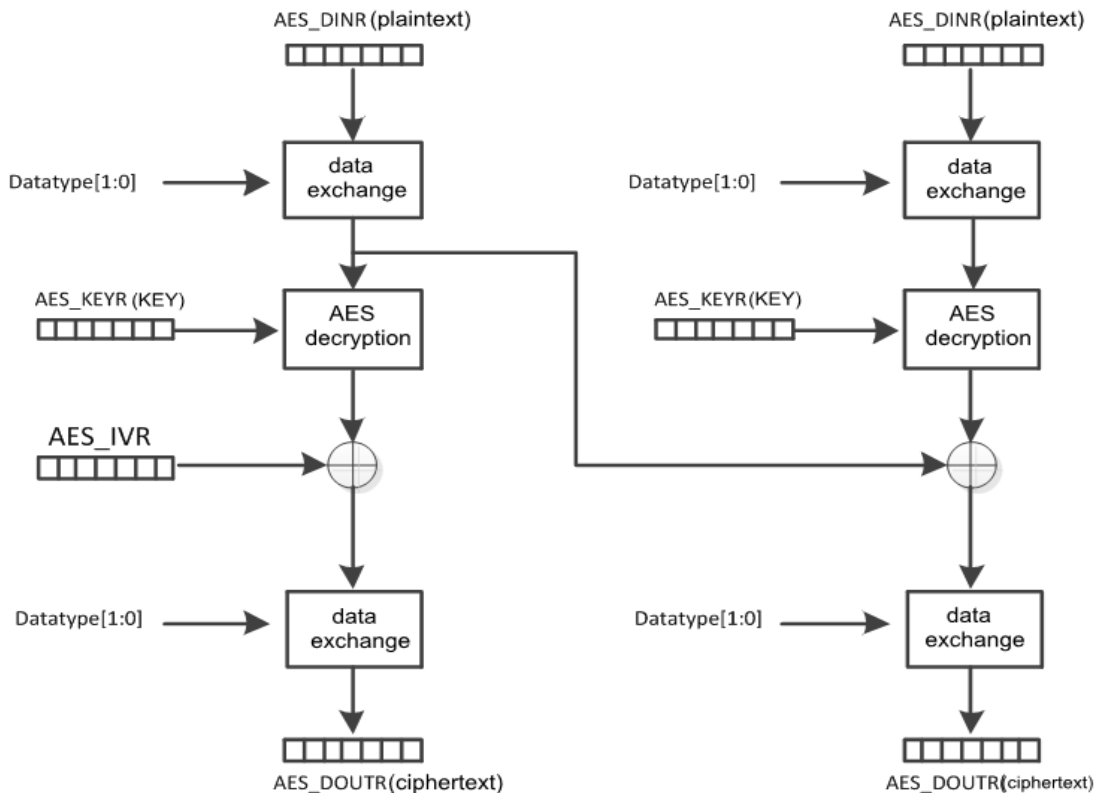 AES_DINR(plaintext)
AES_DINR(plaintext)
data
exchange
Datatype[1:0]
data
exchange
Datatype[1:0]
AES_KEYR(KEY)
AES
decryption
AES_KEYR(KEY)
AES
decryption
AES_IVR
Datatype[1:0]
data
exchange
Datatype[1:0]
data
exchange
AES_DOUTR(ciphertext)
AES_DOUTR(ciphertext)